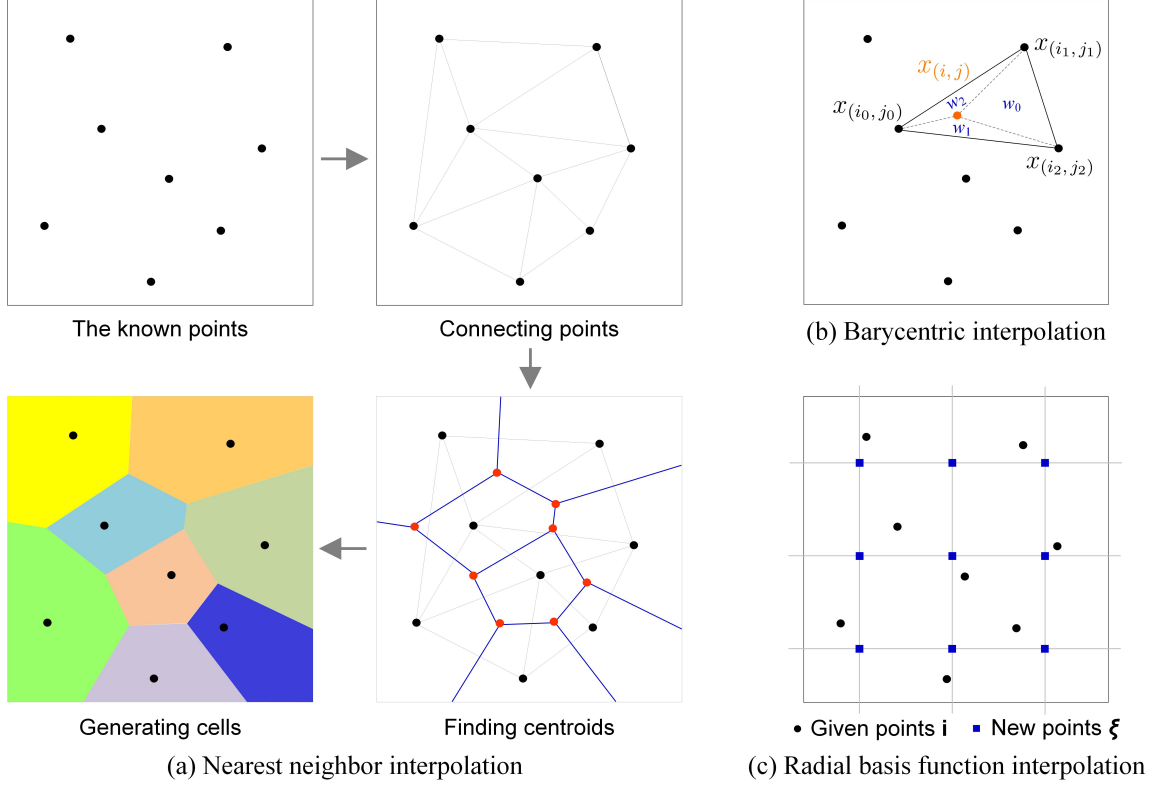 The known points
Connecting points
x(i₁, j₁)
x(i, j)
x(i₀, j₀)
w₂
w₀
w₁
x(i₂, j₂)
(b) Barycentric interpolation
Generating cells
Finding centroids
Given points i
New points ξ
(a) Nearest neighbor interpolation
(c) Radial basis function interpolation